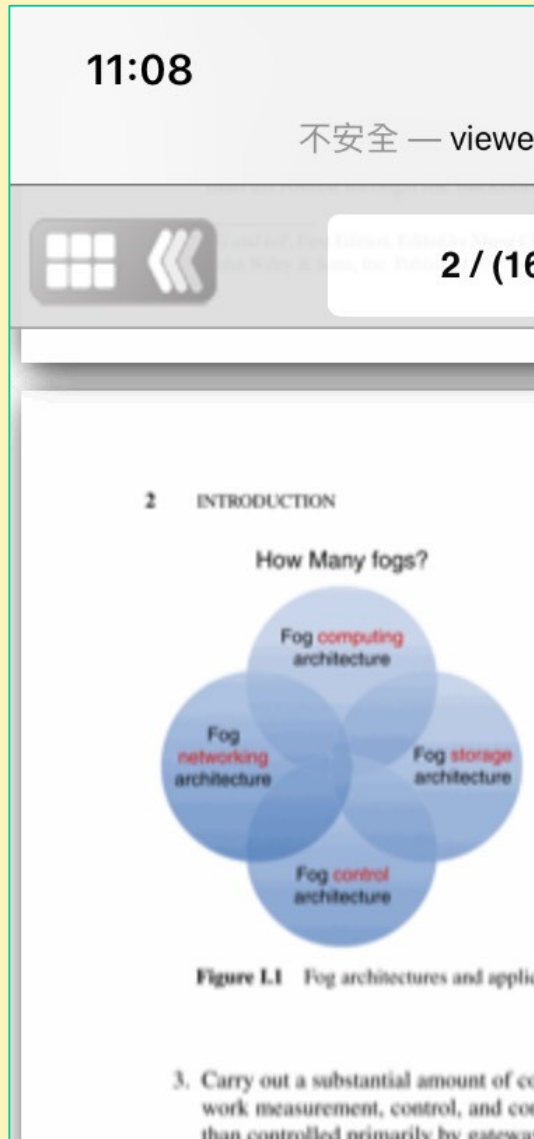 11:08
不安全 — viewe
2 / (16
2 INTRODUCTION
How Many fogs?
Fog computing
architecture
Fog
networking
architecture
Fog storage
architecture
Fog control
architecture
Figure I.1 Fog architectures and applic
3. Carry out a substantial amount of co
work measurement, control, and con
than controlled primarily by gatewa